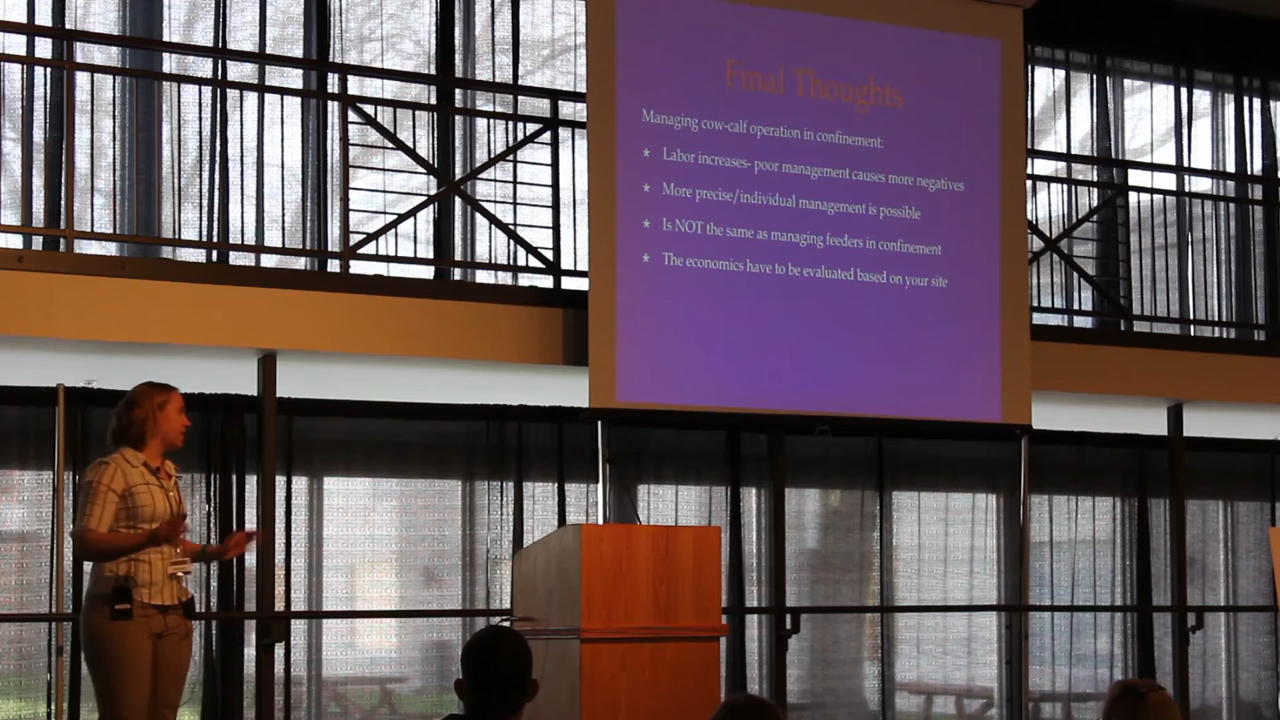 Final Thoughts
Managing cow-calf operation in confinement:
* Labor increases- poor management causes more negatives
* More precise/individual management is possible
* Is NOT the same as managing feeders in confinement
* The economics have to be evaluated based on your site